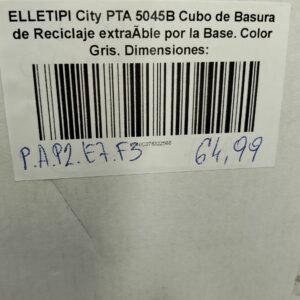 ELLETIPI City PTA 5045B Cubo de Basura
de Reciclaje extraÃble por la Base. Color
Gris. Dimensiones:
P.A.P2.E7.F3 64,99